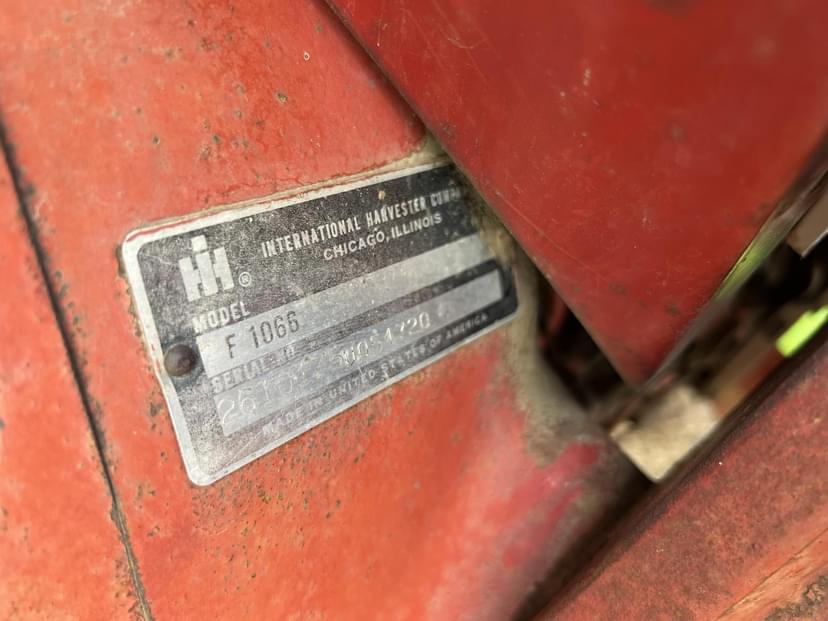 IH ®
INTERNATIONAL HARVESTER
CHICAGO, ILLINOIS
MODEL
F 1066
SERIAL NO
MADE IN UNITED STATES OF AMERICA